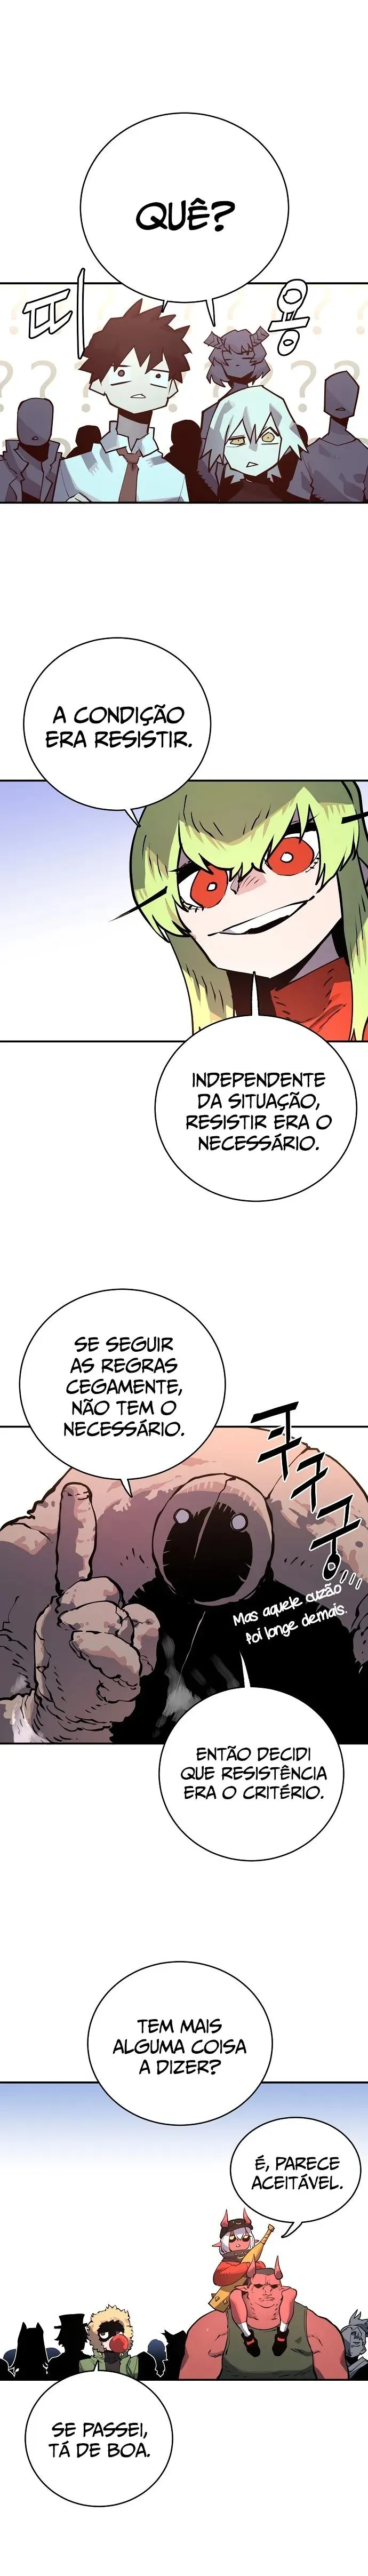 QUÊ?
띠
용
A CONDIÇÃO
ERA RESISTIR.
INDEPENDENTE
DA SITUAÇÃO,
RESISTIR ERA O
NECESSÁRIO.
SE SEGUIR
AS REGRAS
CEGAMENTE,
NÃO TEM O
NECESSÁRIO.
쿠구구
Mas aquele cuzão
foi longe demais.
ENTÃO DECIDI
QUE RESISTÊNCIA
ERA O CRITÉRIO.
TEM MAIS
ALGUMA COISA
A DIZER?
É, PARECE
ACEITÁVEL.
SE PASSEI,
TÁ DE BOA.